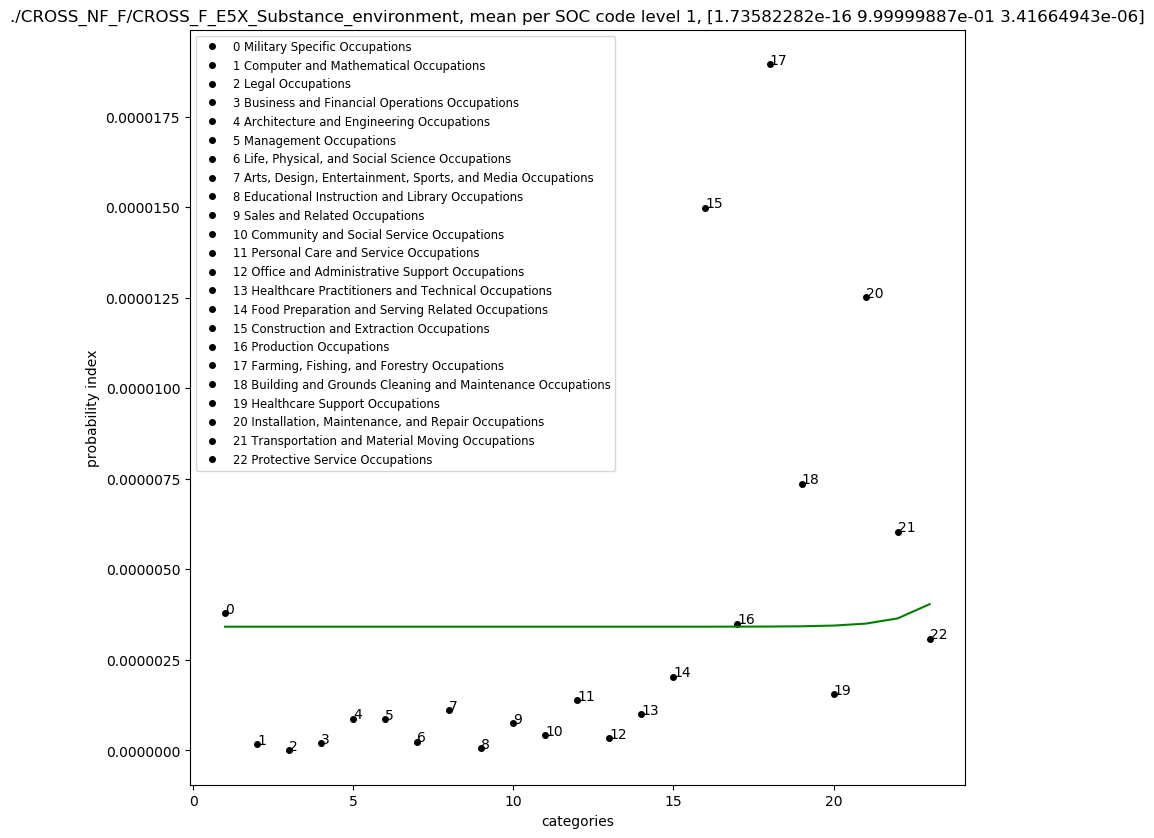 ./CROSS_NF_F/CROSS_F_E5X_Substance_environment, mean per SOC code level 1, [1.73582282e-16 9.99999887e-01 3.41664943e-06]
0 Military Specific Occupations
1 Computer and Mathematical Occupations
2 Legal Occupations
3 Business and Financial Operations Occupations
4 Architecture and Engineering Occupations
5 Management Occupations
6 Life, Physical, and Social Science Occupations
7 Arts, Design, Entertainment, Sports, and Media Occupations
8 Educational Instruction and Library Occupations
9 Sales and Related Occupations
10 Community and Social Service Occupations
11 Personal Care and Service Occupations
12 Office and Administrative Support Occupations
13 Healthcare Practitioners and Technical Occupations
14 Food Preparation and Serving Related Occupations
15 Construction and Extraction Occupations
16 Production Occupations
17 Farming, Fishing, and Forestry Occupations
18 Building and Grounds Cleaning and Maintenance Occupations
19 Healthcare Support Occupations
20 Installation, Maintenance, and Repair Occupations
21 Transportation and Material Moving Occupations
22 Protective Service Occupations
probability index
0.0000175
0.0000150
0.0000125
0.0000100
0.0000075
0.0000050
0.0000025
0.0000000
0
1
2
3
4
5
6
7
8
9
10
11
12
13
14
15
16
17
18
19
20
21
22
0 5 10 15 20
categories